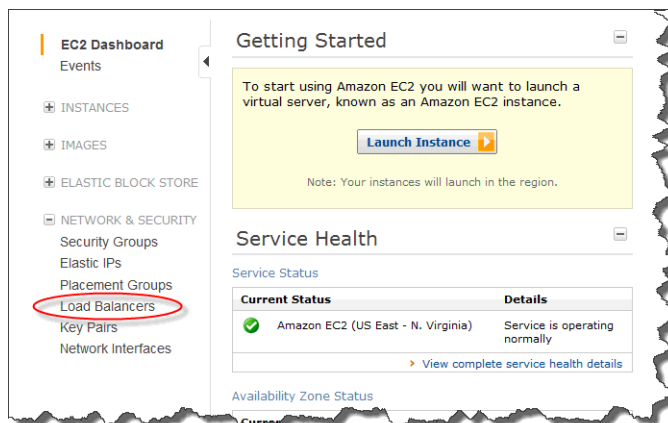 EC2 Dashboard
Events
INSTANCES
IMAGES
ELASTIC BLOCK STORE
NETWORK & SECURITY
Security Groups
Elastic IPs
Placement Groups
Load Balancers
Key Pairs
Network Interfaces
Getting Started
To start using Amazon EC2 you will want to launch a
virtual server, known as an Amazon EC2 instance.
Launch Instance
Note: Your instances will launch in the region.
Service Health
Service Status
Current Status Details
Amazon EC2 (US East - N. Virginia) Service is operating
normally
View complete service health details
Availability Zone Status